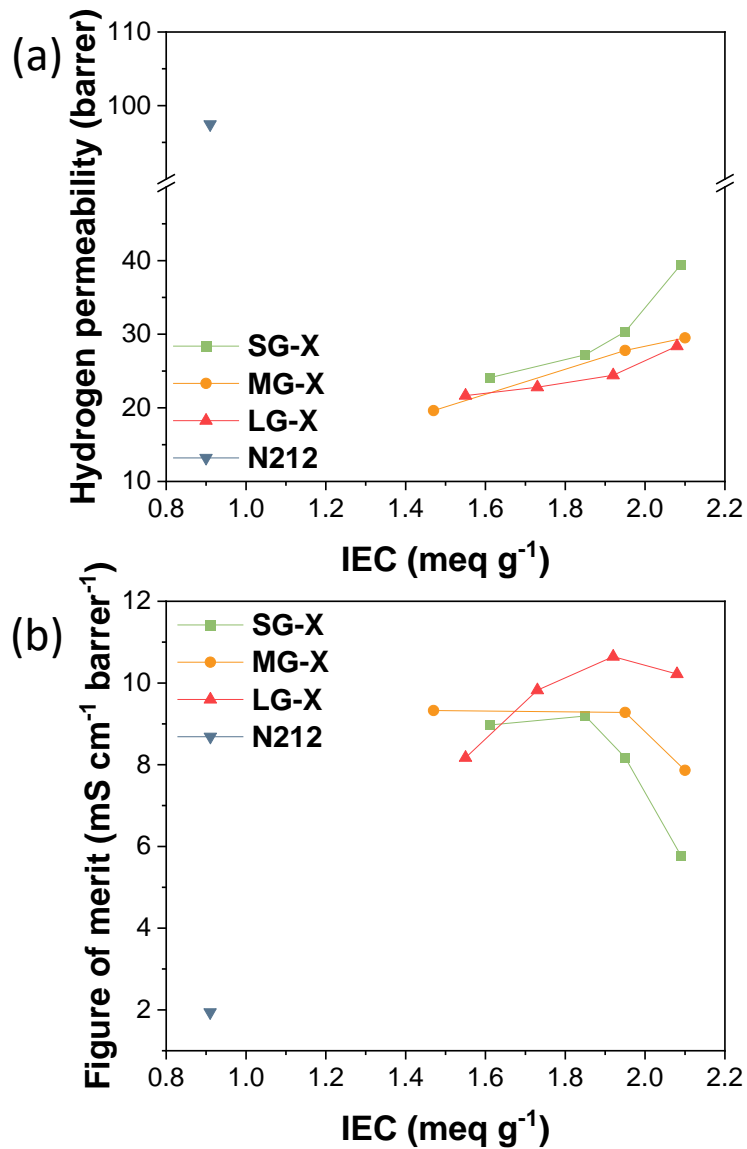 (a)
Hydrogen permeability (barrer)
110
100
40
30
20
10
SG-X
MG-X
LG-X
N212
0.8 1.0 1.2 1.4 1.6 1.8 2.0 2.2
IEC (meq g⁻¹)
(b)
Figure of merit (mS cm⁻¹ barrer⁻¹)
12
10
8
6
4
2
SG-X
MG-X
LG-X
N212
0.8 1.0 1.2 1.4 1.6 1.8 2.0 2.2
IEC (meq g⁻¹)